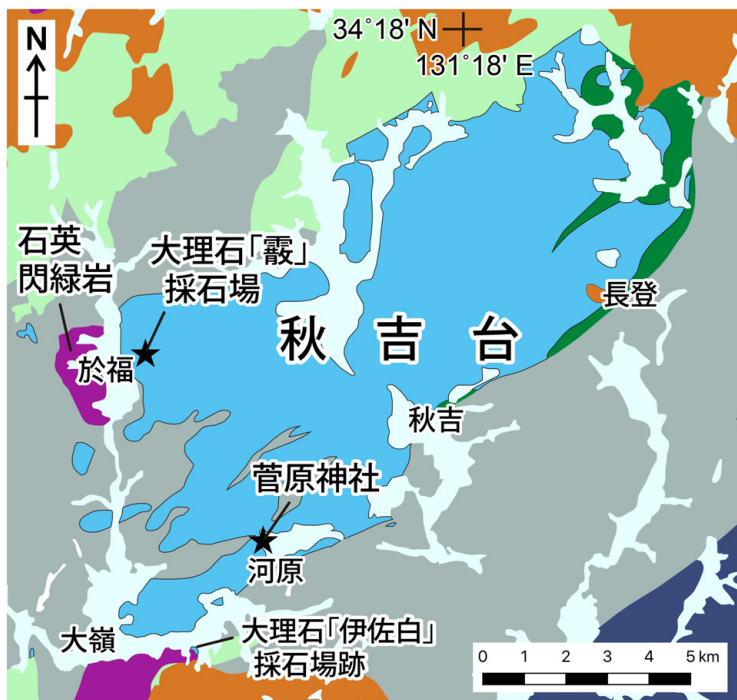 N
34°18' N
131°18' E
石英
閃緑岩
大理石「霰」
採石場
於福
長登
秋吉台
秋吉
菅原神社
河原
大嶺
大理石「伊佐白」
採石場跡
0 1 2 3 4 5 km